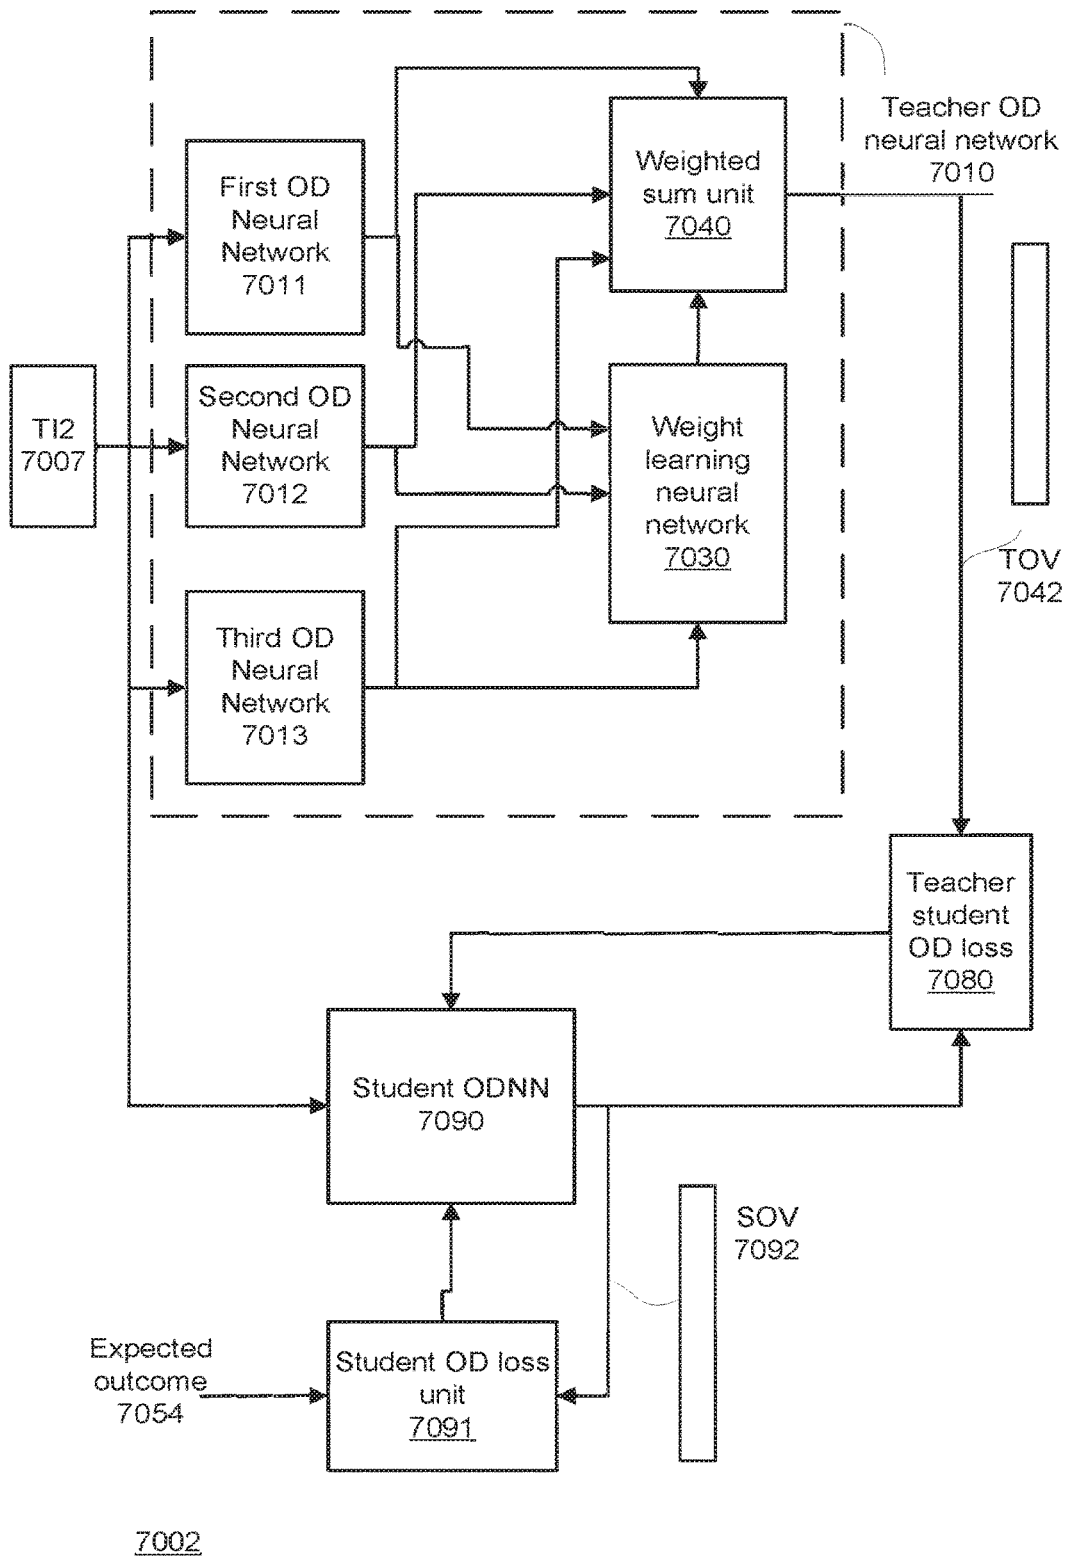 Teacher OD
neural network
7010
First OD
Neural
Network
7011
Weighted
sum unit
7040
TI2
7007
Second OD
Neural
Network
7012
Weight
learning
neural
network
7030
TOV
7042
Third OD
Neural
Network
7013
Teacher
student
OD loss
7080
Student ODNN
7090
SOV
7092
Expected
outcome
7054
Student OD loss
unit
7091
7002